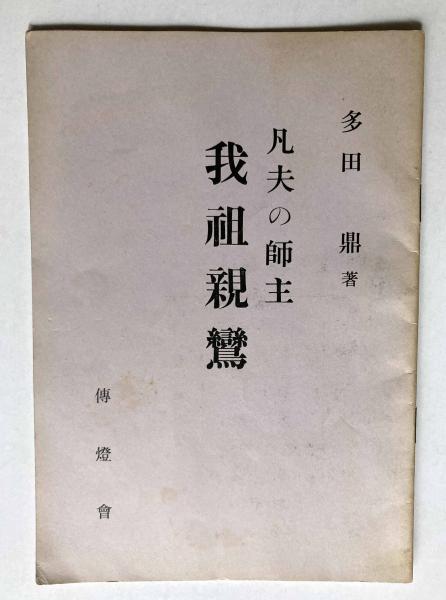 多田 鼎著
凡夫の師主
我祖親鸞
傳燈會